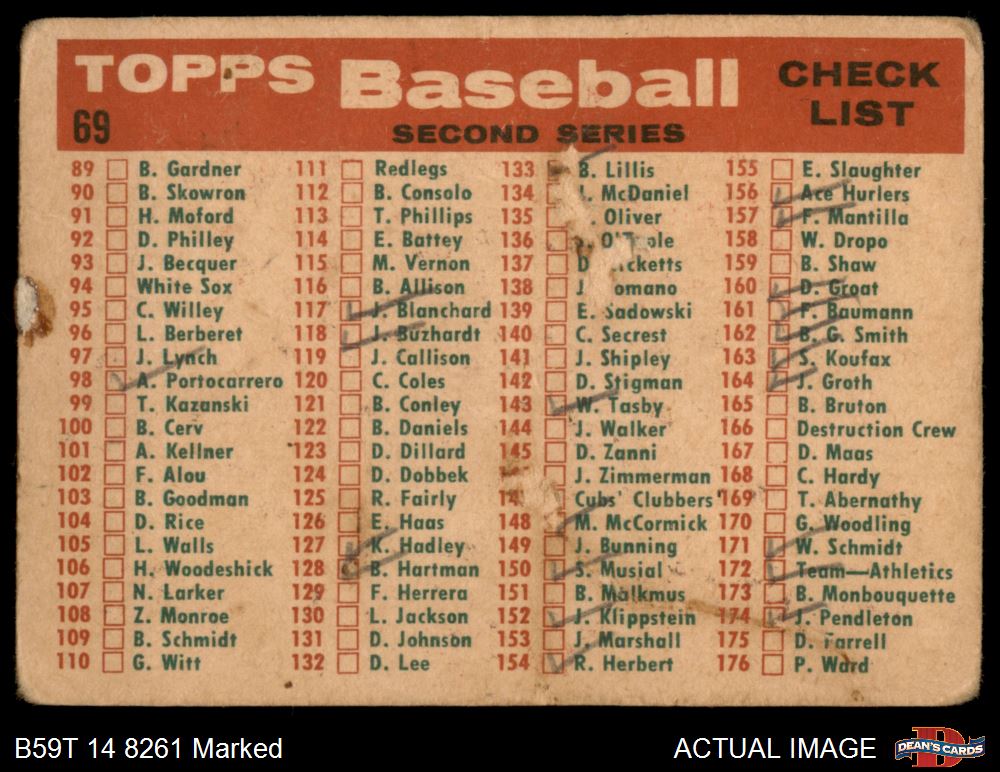 TOPPS Baseball CHECK LIST
69 SECOND SERIES
89 B. Gardner
90 B. Skowron
91 H. Moford
92 D. Philley
93 J. Becquer
94 White Sox
95 C. Willey
96 L. Berberet
97 J. Lynch
98 A. Portocarrero
99 T. Kazanski
100 B. Cerv
101 A. Kellner
102 F. Alou
103 B. Goodman
104 D. Rice
105 L. Walls
106 H. Woodeshick
107 N. Larker
108 Z. Monroe
109 B. Schmidt
110 G. Witt
111 Redlegs
112 B. Consolo
113 T. Phillips
114 E. Battey
115 M. Vernon
116 B. Allison
117 J. Blanchard
118 J. Buzhardt
119 J. Callison
120 C. Coles
121 B. Conley
122 B. Daniels
123 D. Dillard
124 D. Dobbek
125 R. Fairly
126 E. Haas
127 K. Hadley
128 B. Hartman
129 F. Herrera
130 L. Jackson
131 D. Johnson
132 D. Lee
133 B. Lillis
134 McDaniel
135 Oliver
136
137 D
138 J.
139 E. Sadowski
140 C. Secrest
141 J. Shipley
142 D. Stigman
143 W. Tasby
144 J. Walker
145 D. Zanni
J. Zimmerman
Cubs' Clubbers
148 M. McCormick
149 J. Bunning
150 S. Musial
151 B. Malkmus
152 J. Klippstein
153 J. Marshall
154 R. Herbert
155 E. Slaughter
156 Ace Hurlers
157 F. Mantilla
158 W. Dropo
159 B. Shaw
160 D. Groat
161 F. Baumann
162 B. G. Smith
163 S. Koufax
164 J. Groth
165 B. Bruton
166 Destruction Crew
167 D. Maas
168 C. Hardy
169 T. Abernathy
170 G. Woodling
171 W. Schmidt
172 Team—Athletics
173 B. Monbouquette
174 J. Pendleton
175 D. Farrell
176 P. Ward
B59T 14 8261 Marked
ACTUAL IMAGE
DEAN'S CARDS